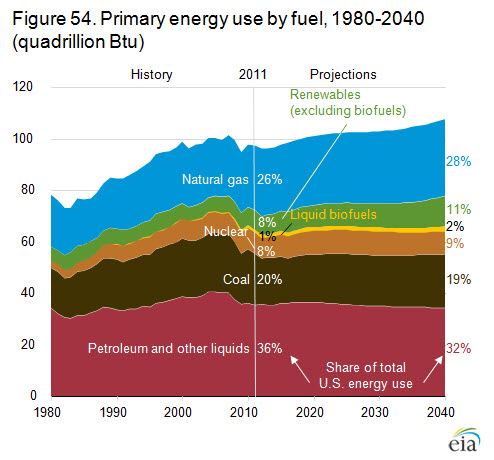 Figure 54. Primary energy use by fuel, 1980-2040
(quadrillion Btu)
History 2011 Projections
120
Renewables
(excluding biofuels)
100
Natural gas 26% 28%
80
8% 11%
Liquid biofuels 2%
Nuclear 1%
60
8% 9%
Coal 20% 19%
40
Petroleum and other liquids 36% 32%
20
Share of total
U.S. energy use
0
1980 1990 2000 2010 2020 2030 2040
eia